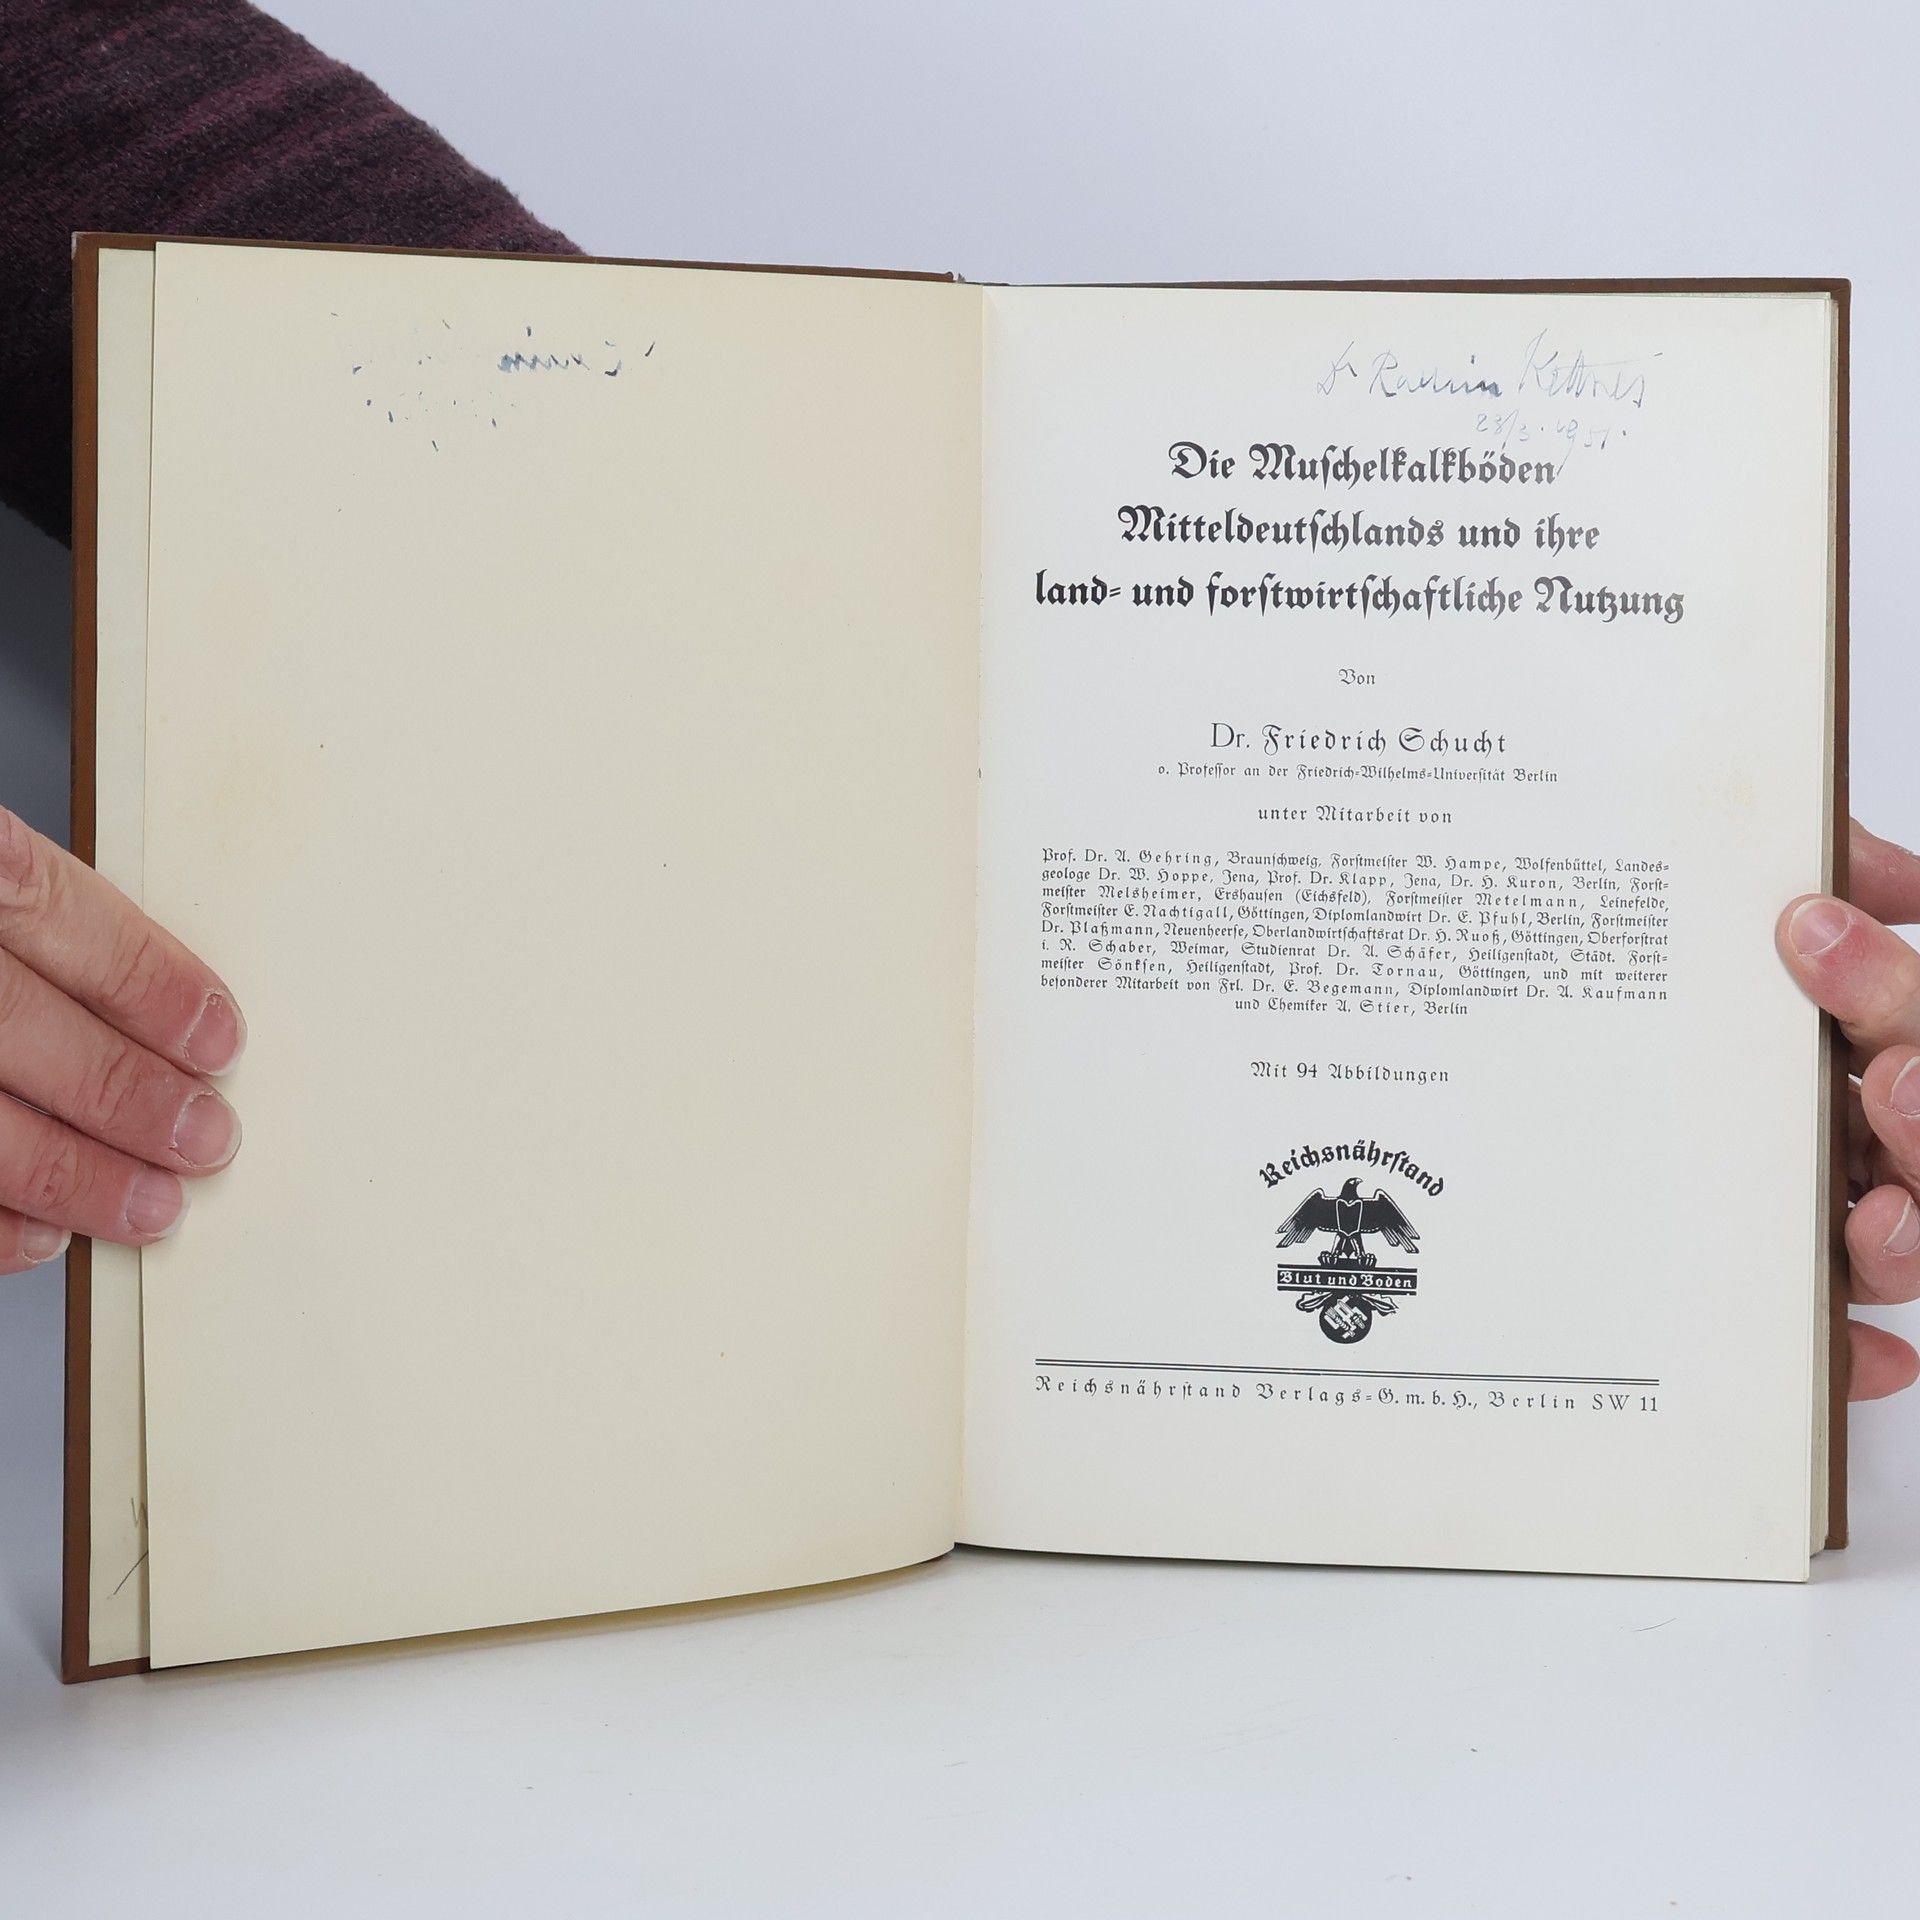 Dr
23/3. 1951.
Die Muschelkalkböden
Mitteldeutschlands und ihre
land- und forstwirtschaftliche Nutzung
Von
Dr. Friedrich Schucht
o. Professor an der Friedrich-Wilhelms-Universität Berlin
unter Mitarbeit von
Prof. Dr. A. Gehring, Braunschweig, Forstmeister W. Hampe, Wolfenbüttel, Landes-
geologe Dr. W. Hoppe, Jena, Prof. Dr. Klapp, Jena, Dr. H. Kuron, Berlin, Forst-
meister Melsheimer, Ershausen (Eichsfeld), Forstmeister Metelmann, Leinefelde,
Forstmeister E. Nachtigall, Göttingen, Diplomlandwirt Dr. E. Pfuhl, Berlin, Forstmeister
Dr. Plaßmann, Neuenheerse, Oberlandwirtschaftsrat Dr. H. Ruoß, Göttingen, Oberforstrat
i. R. Schaber, Weimar, Studienrat Dr. A. Schäfer, Heiligenstadt, Städt. Forst-
meister Sönksen, Heiligenstadt, Prof. Dr. Tornau, Göttingen, und mit weiterer
besonderer Mitarbeit von Frl. Dr. E. Begemann, Diplomlandwirt Dr. A. Kaufmann
und Chemiker A. Stier, Berlin
Mit 94 Abbildungen
Reichsnährstand
Blut und Boden
Reichsnährstand Verlags-G.m.b.H., Berlin SW 11